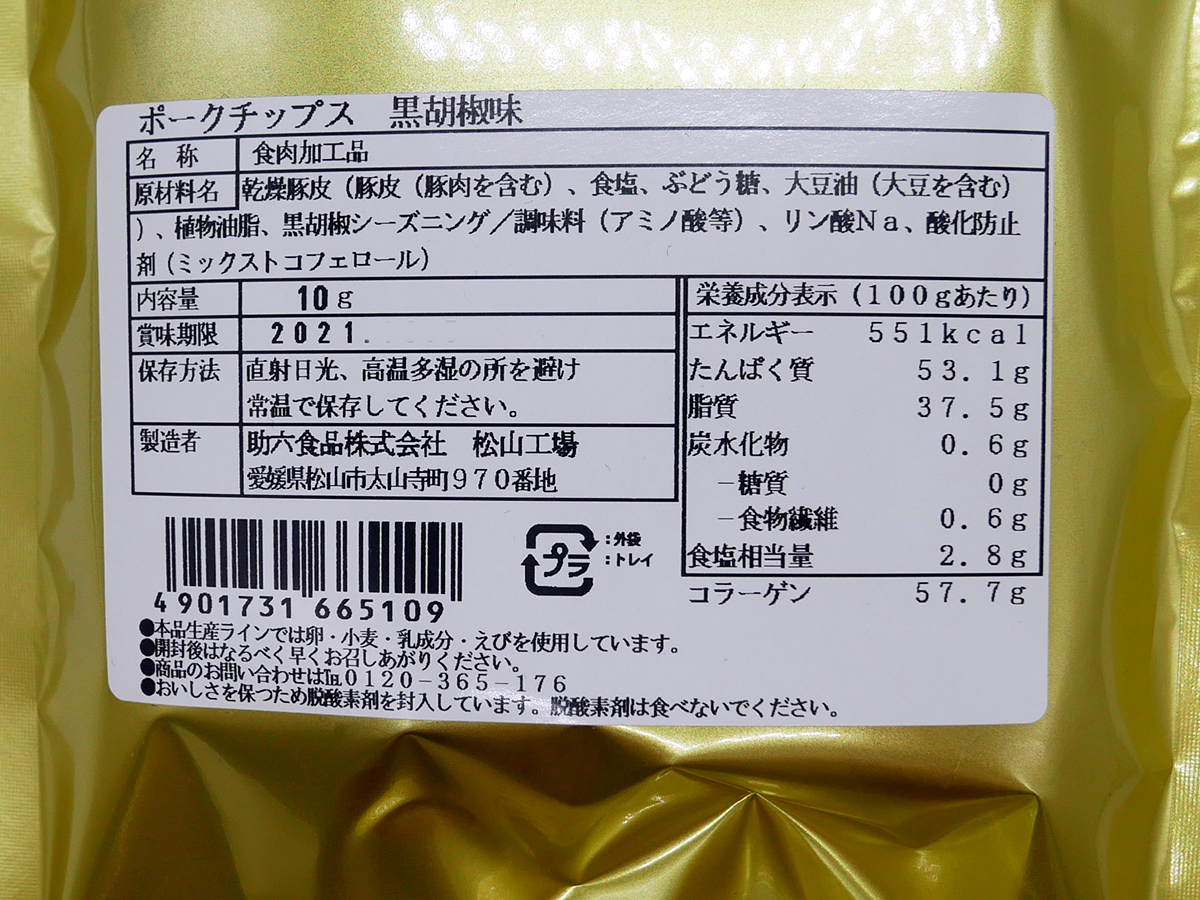 ポークチップス　黒胡椒味
名 称　食肉加工品
原材料名　乾燥豚皮（豚皮（豚肉を含む）、食塩、ぶどう糖、大豆油（大豆を含む）
）、植物油脂、黒胡椒シーズニング／調味料（アミノ酸等）、リン酸Ｎａ、酸化防止
剤（ミックストコフェロール）
内容量　10ｇ
賞味期限　2021.
保存方法　直射日光、高温多湿の所を避け
常温で保存してください。
製造者　助六食品株式会社　松山工場
愛媛県松山市太山寺町９７０番地
栄養成分表示（１００ｇあたり）
エネルギー　５５１ｋｃａｌ
たんぱく質　５３．１ｇ
脂質　３７．５ｇ
炭水化物　０．６ｇ
－糖質　０ｇ
－食物繊維　０．６ｇ
食塩相当量　２．８ｇ
コラーゲン　５７．７ｇ
4 901731 665109
プラ
：外袋
：トレイ
●本品生産ラインでは卵・小麦・乳成分・えびを使用しています。
●開封後はなるべく早くお召しあがりください。
●商品のお問い合わせは℡０１２０－３６５－１７６
●おいしさを保つため脱酸素剤を封入しています。脱酸素剤は食べないでください。